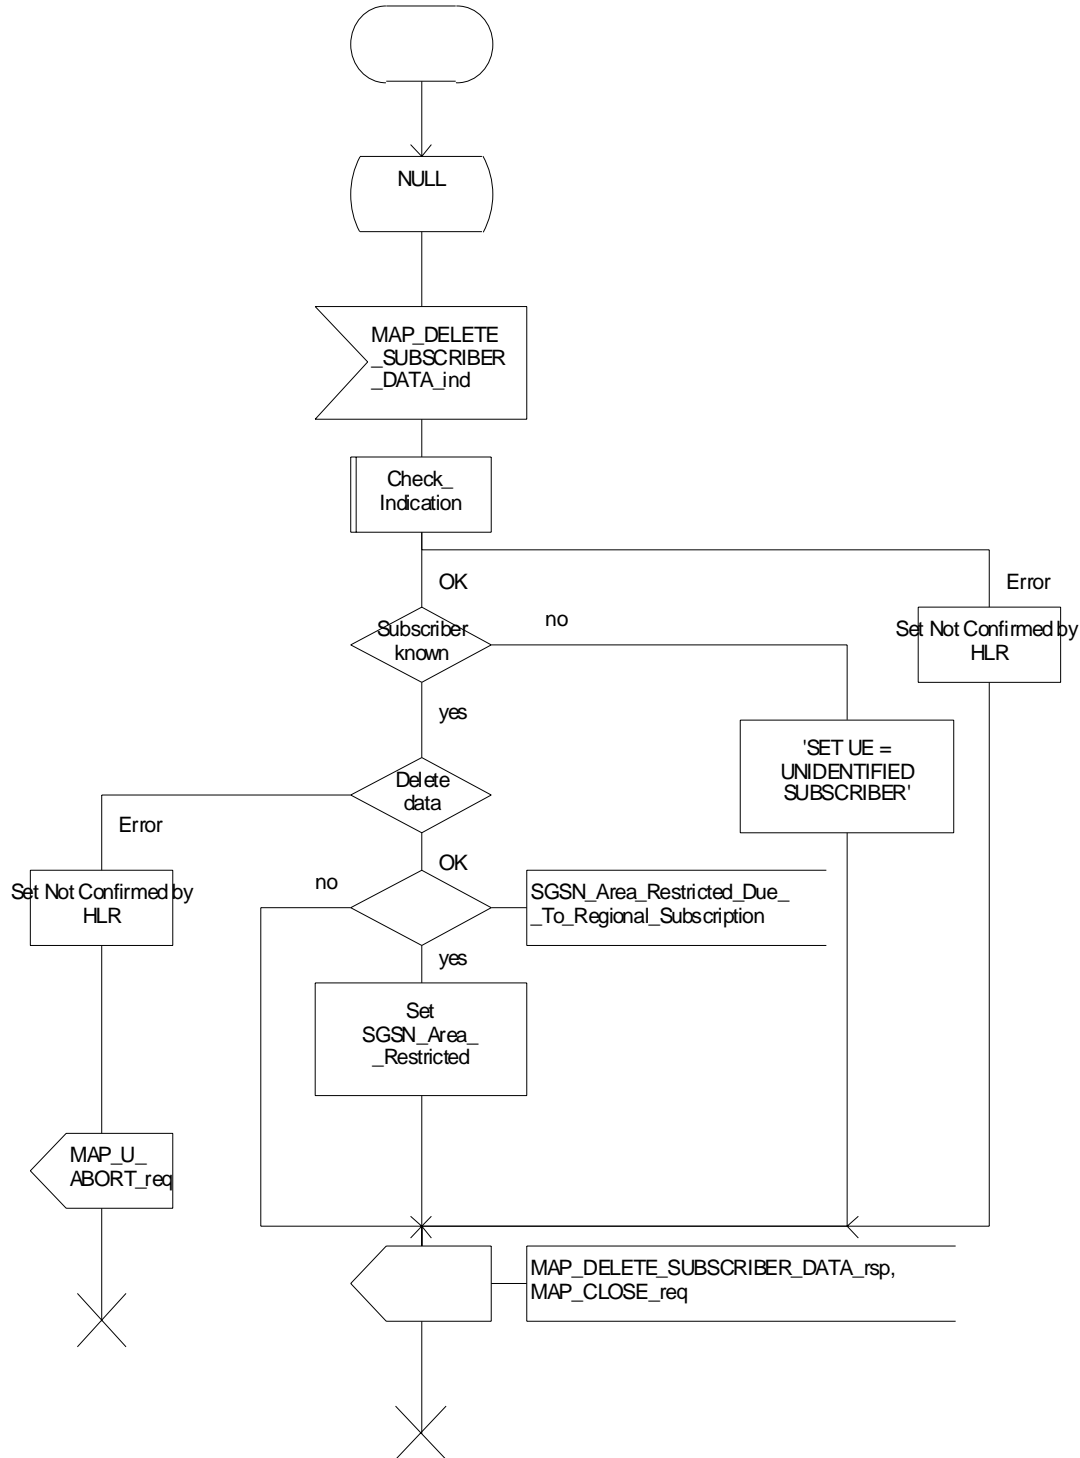 NULL
MAP_DELETE
_SUBSCRIBER
_DATA_ind
Check_
Indication
OK
Error
Subscriber
known
no
Set Not Confirmed by
HLR
yes
'SET UE =
UNIDENTIFIED
SUBSCRIBER'
Delete
data
Error
OK
no
Set Not Confirmed by
HLR
SGSN_Area_Restricted_Due_
_To_Regional_Subscription
yes
Set
SGSN_Area_
_Restricted
MAP_U_
ABORT_req
MAP_DELETE_SUBSCRIBER_DATA_rsp,
MAP_CLOSE_req